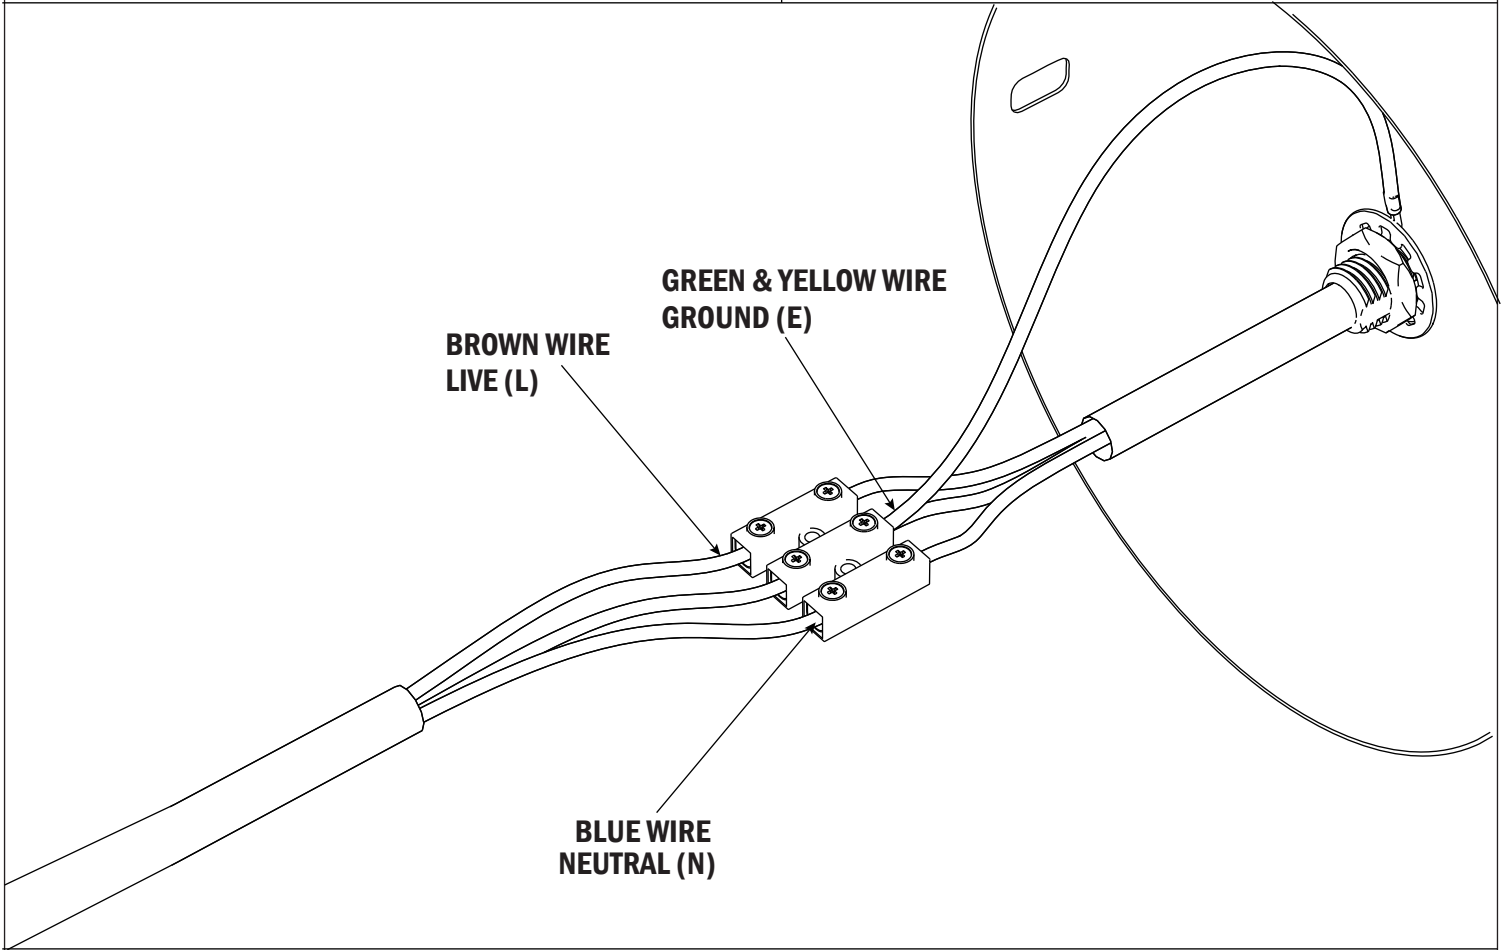 GREEN & YELLOW WIRE
GROUND (E)
BROWN WIRE
LIVE (L)
BLUE WIRE
NEUTRAL (N)